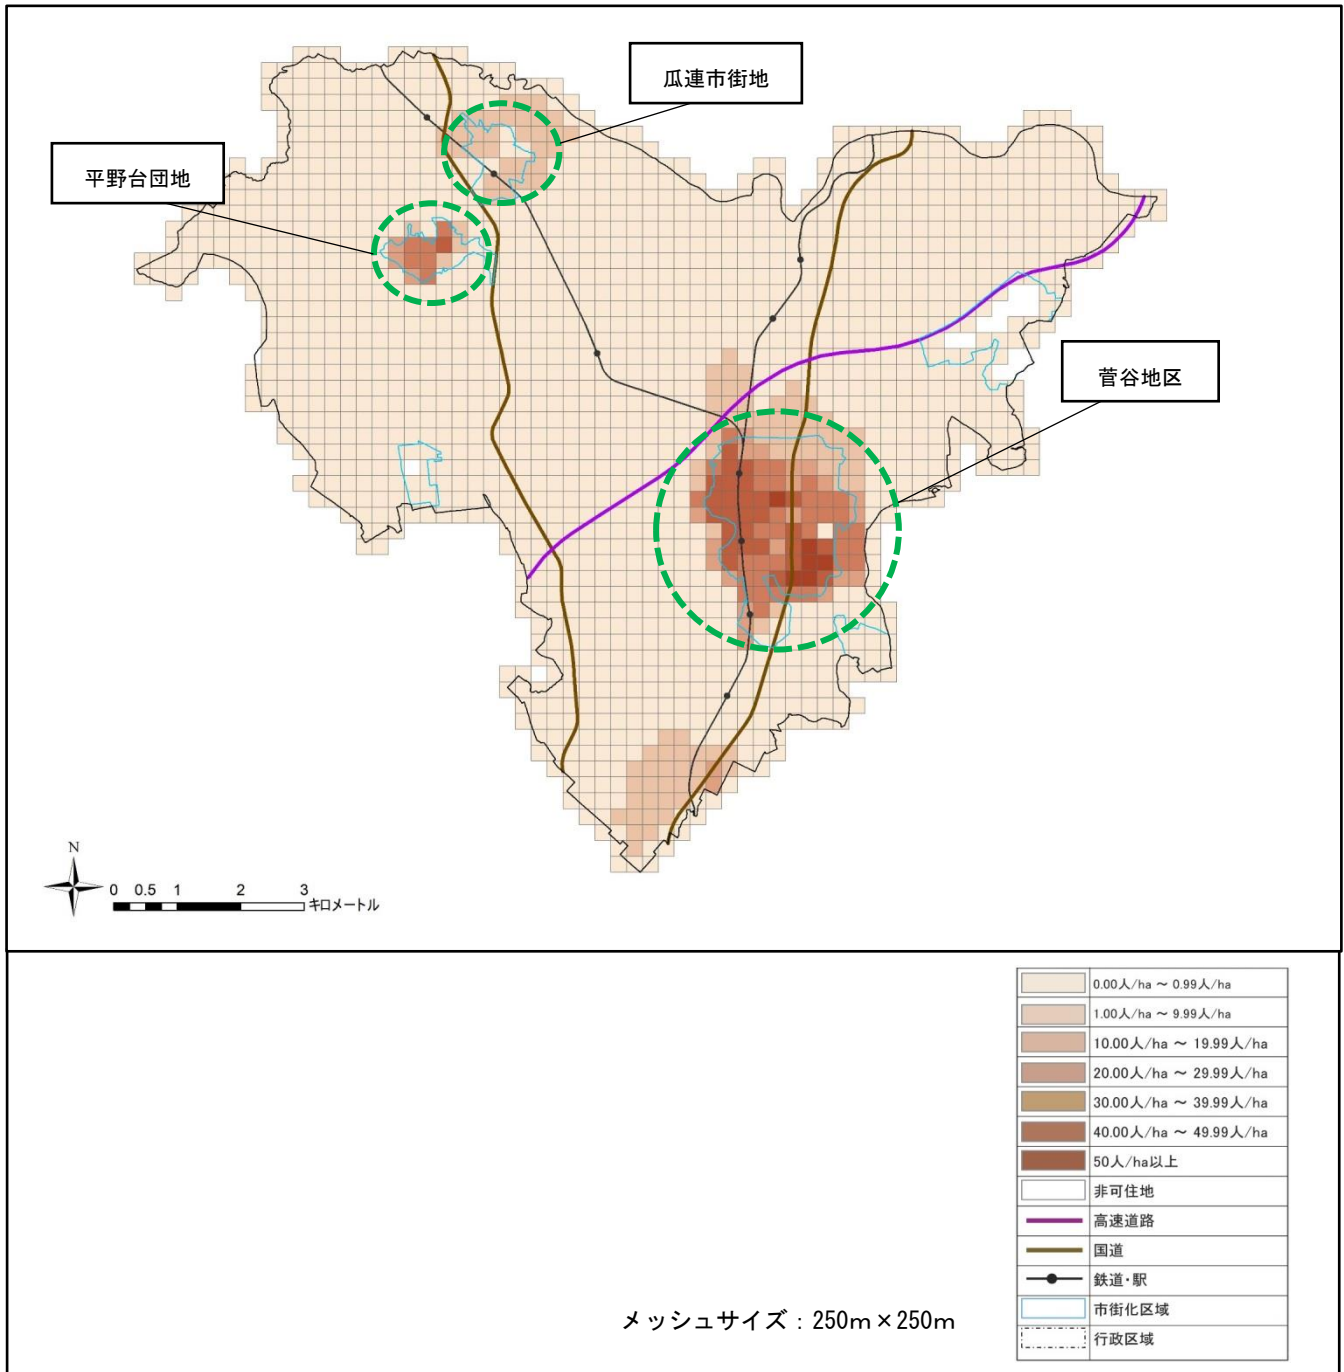 瓜連市街地
平野台団地
菅谷地区
N
0 0.5 1 2 3
キロメートル
0.00人/ha ~ 0.99人/ha
1.00人/ha ~ 9.99人/ha
10.00人/ha ~ 19.99人/ha
20.00人/ha ~ 29.99人/ha
30.00人/ha ~ 39.99人/ha
40.00人/ha ~ 49.99人/ha
50人/ha以上
非可住地
高速道路
国道
鉄道・駅
市街化区域
行政区域
メッシュサイズ：250m×250m